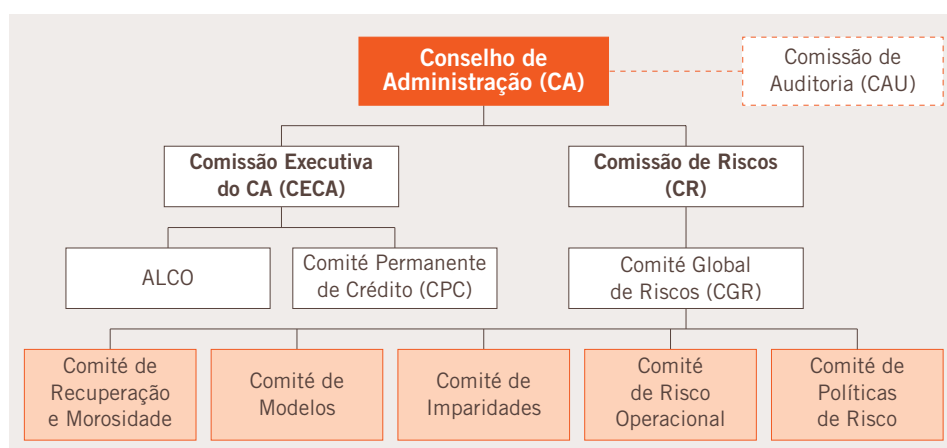 Conselho de
Administração (CA)
Comissão de
Auditoria (CAU)
Comissão Executiva
do CA (CECA)
Comissão de Riscos
(CR)
ALCO
Comité Permanente
de Crédito (CPC)
Comité Global
de Riscos (CGR)
Comité de
Recuperação
e Morosidade
Comité de
Modelos
Comité de
Imparidades
Comité
de Risco
Operacional
Comité de
Políticas
de Risco